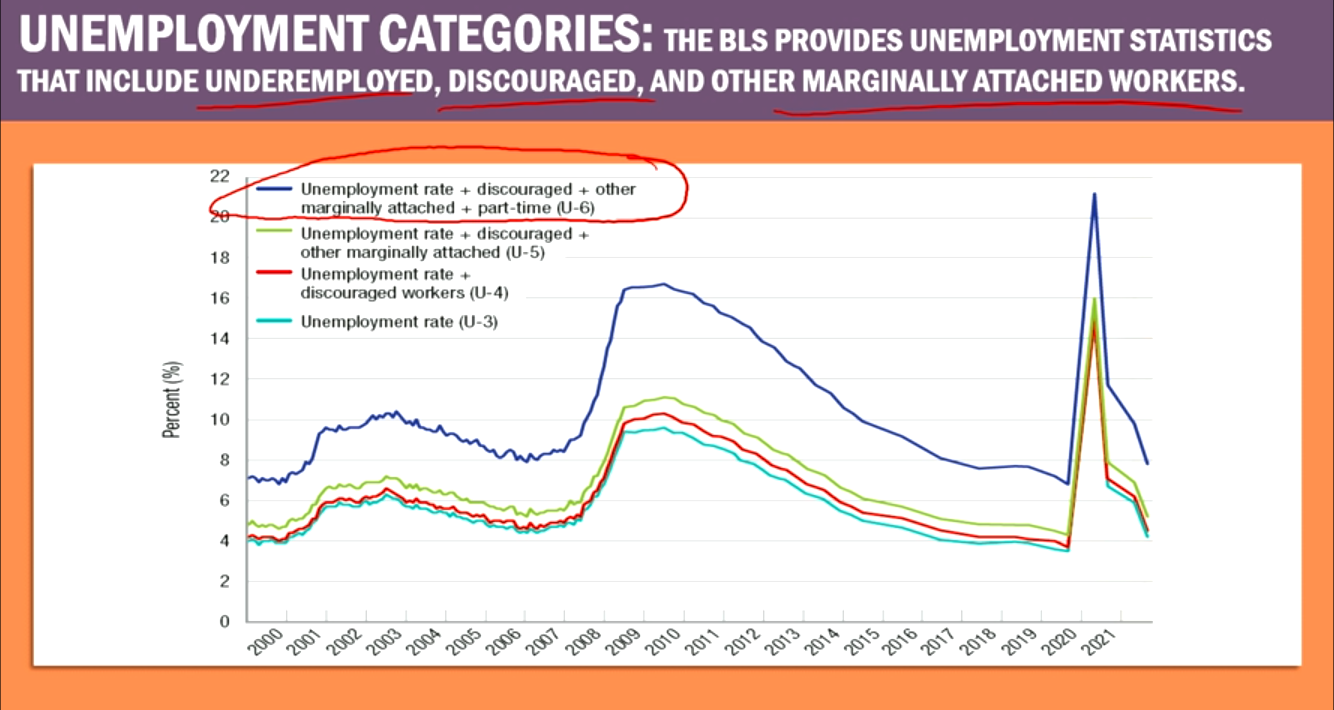 UNEMPLOYMENT CATEGORIES: THE BLS PROVIDES UNEMPLOYMENT STATISTICS
THAT INCLUDE UNDEREMPLOYED, DISCOURAGED, AND OTHER MARGINALLY ATTACHED WORKERS.
Unemployment rate + discouraged + other
marginally attached + part-time (U-6)
Unemployment rate + discouraged +
other marginally attached (U-5)
Unemployment rate +
discouraged workers (U-4)
Unemployment rate (U-3)
Percent (%)
22
20
18
16
14
12
10
8
6
4
2
0
2000 2001 2002 2003 2004 2005 2006 2007 2008 2009 2010 2011 2012 2013 2014 2015 2016 2017 2018 2019 2020 2021